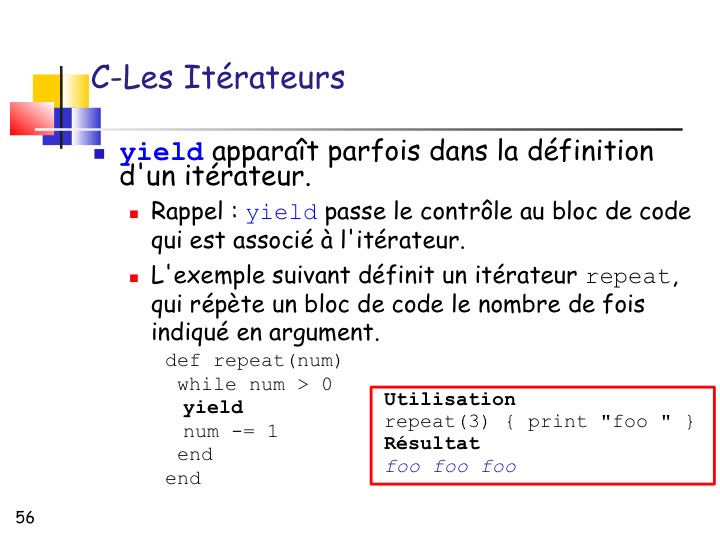 C-Les Itérateurs
yield apparaît parfois dans la définition
d'un itérateur.
Rappel : yield passe le contrôle au bloc de code
qui est associé à l'itérateur.
L'exemple suivant définit un itérateur repeat,
qui répète un bloc de code le nombre de fois
indiqué en argument.
def repeat(num)
while num > 0
yield
num -= 1
end
end
Utilisation
repeat(3) { print "foo " }
Résultat
foo foo foo
56